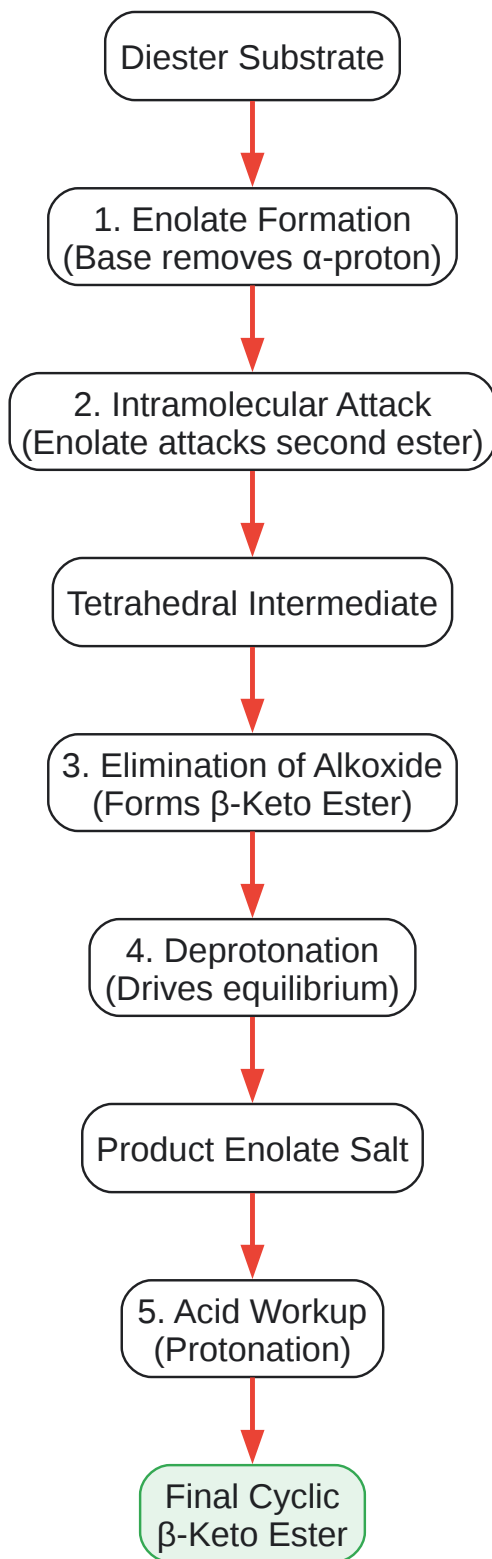 Diester Substrate
1. Enolate Formation
(Base removes α-proton)
2. Intramolecular Attack
(Enolate attacks second ester)
Tetrahedral Intermediate
3. Elimination of Alkoxide
(Forms β-Keto Ester)
4. Deprotonation
(Drives equilibrium)
Product Enolate Salt
5. Acid Workup
(Protonation)
Final Cyclic
β-Keto Ester